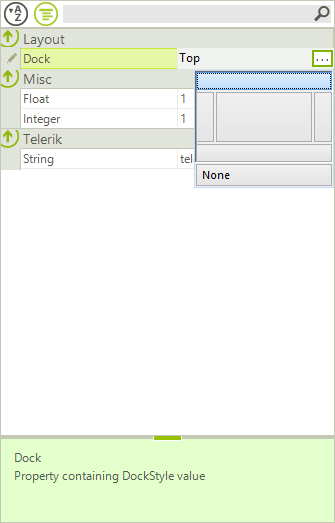 A
Z
Layout
Dock Top ...
Misc
Float 1
Integer 1
None
Telerik
String tel
Dock
Property containing DockStyle value